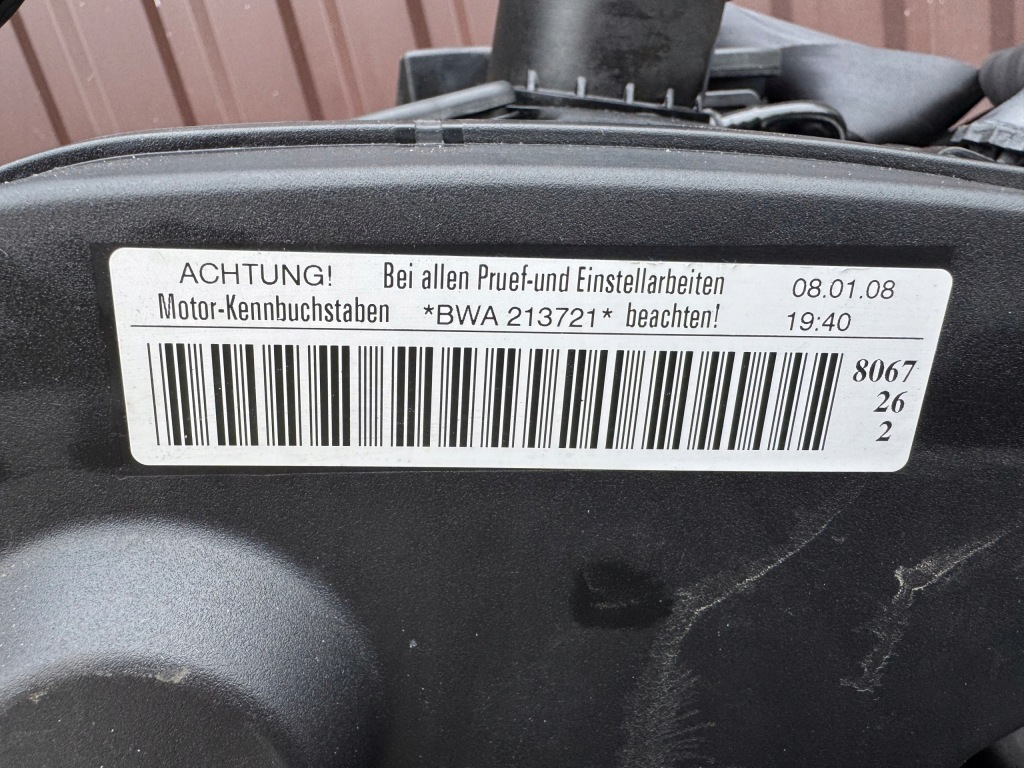 ACHTUNG! Bei allen Pruef-und Einstellarbeiten 08.01.08
Motor-Kennbuchstaben *BWA 213721* beachten! 19:40
8067
26
2